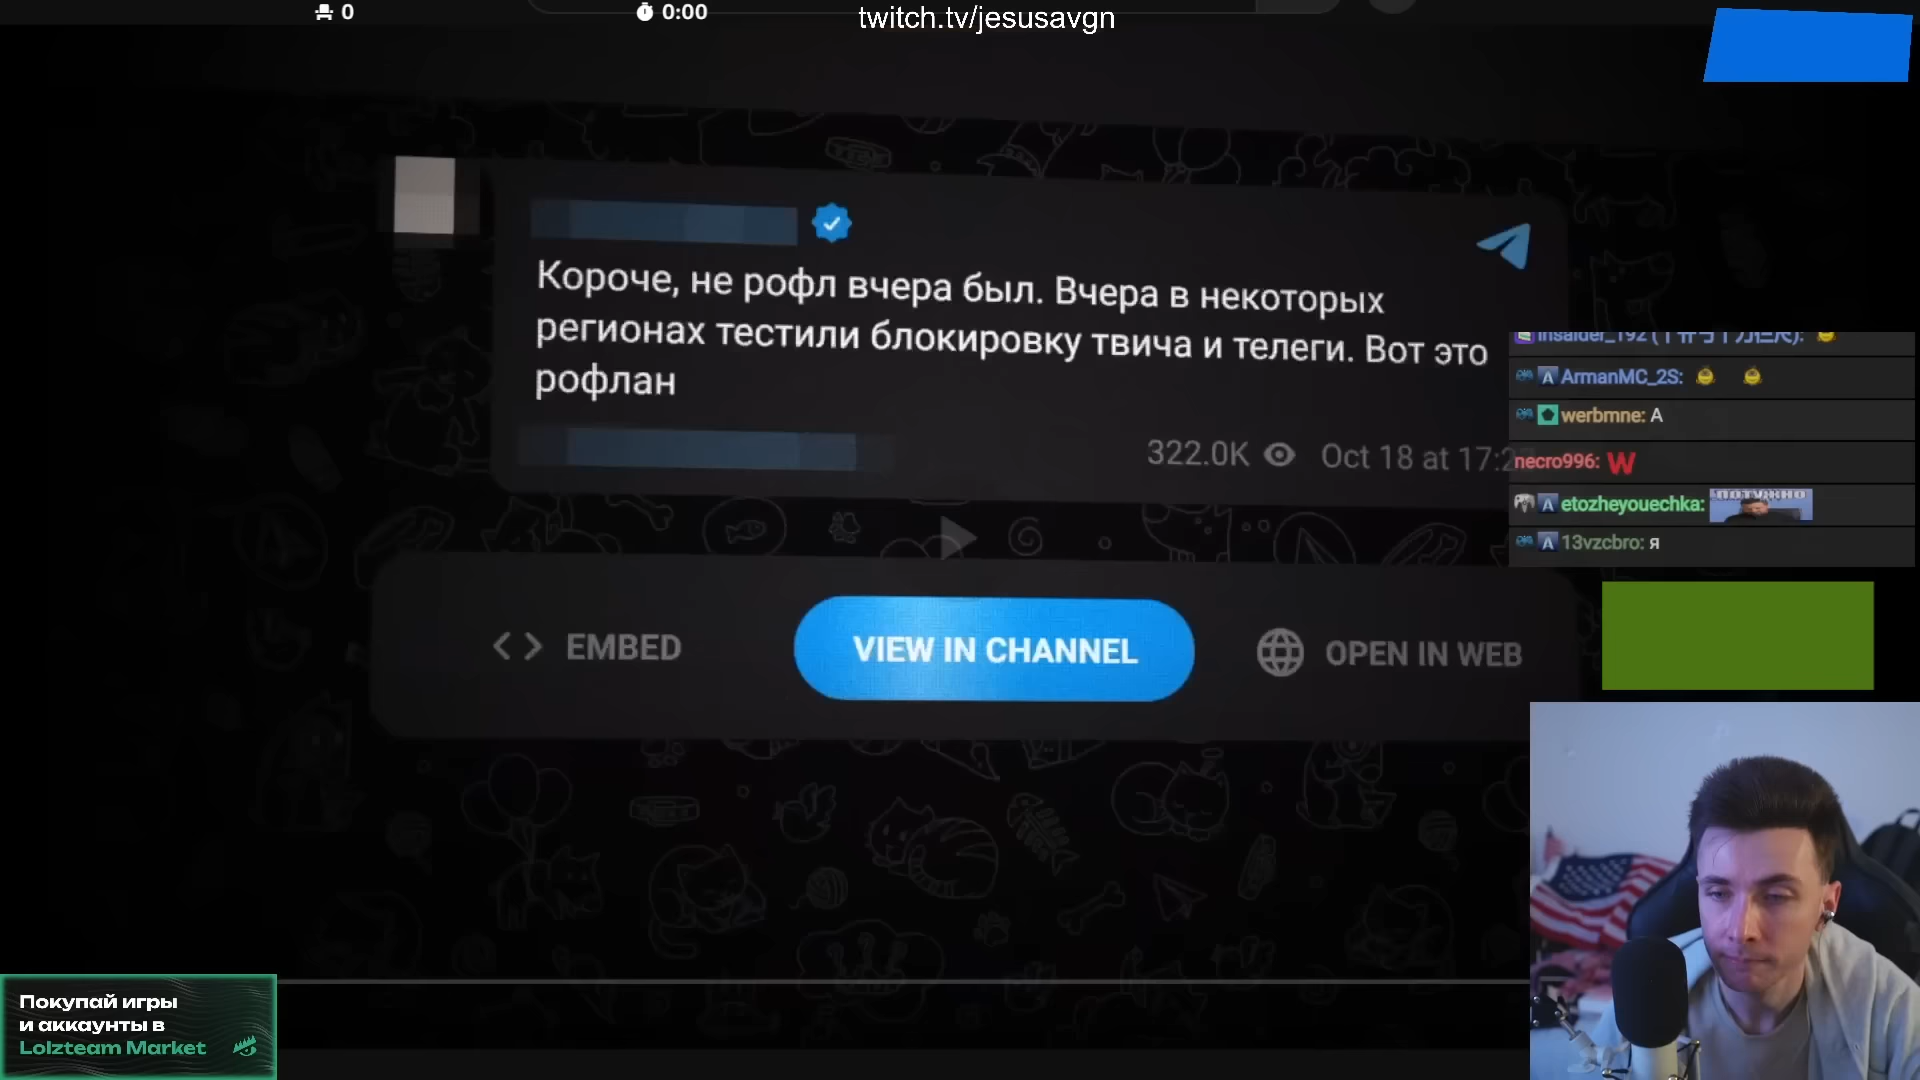 0
0:00
twitch.tv/jesusavgn
Короче, не рофл вчера был. Вчера в некоторых
регионах тестили блокировку твича и телеги. Вот это
рофлан
322.0K
Oct 18 at 17:2
ArmanMC_2S:
werbmne: А
necro996: W
etozheyouechka: ПОТУЖНО
13vzcbro: я
EMBED
VIEW IN CHANNEL
OPEN IN WEB
Покупай игры
и аккаунты в
Lolzteam Market